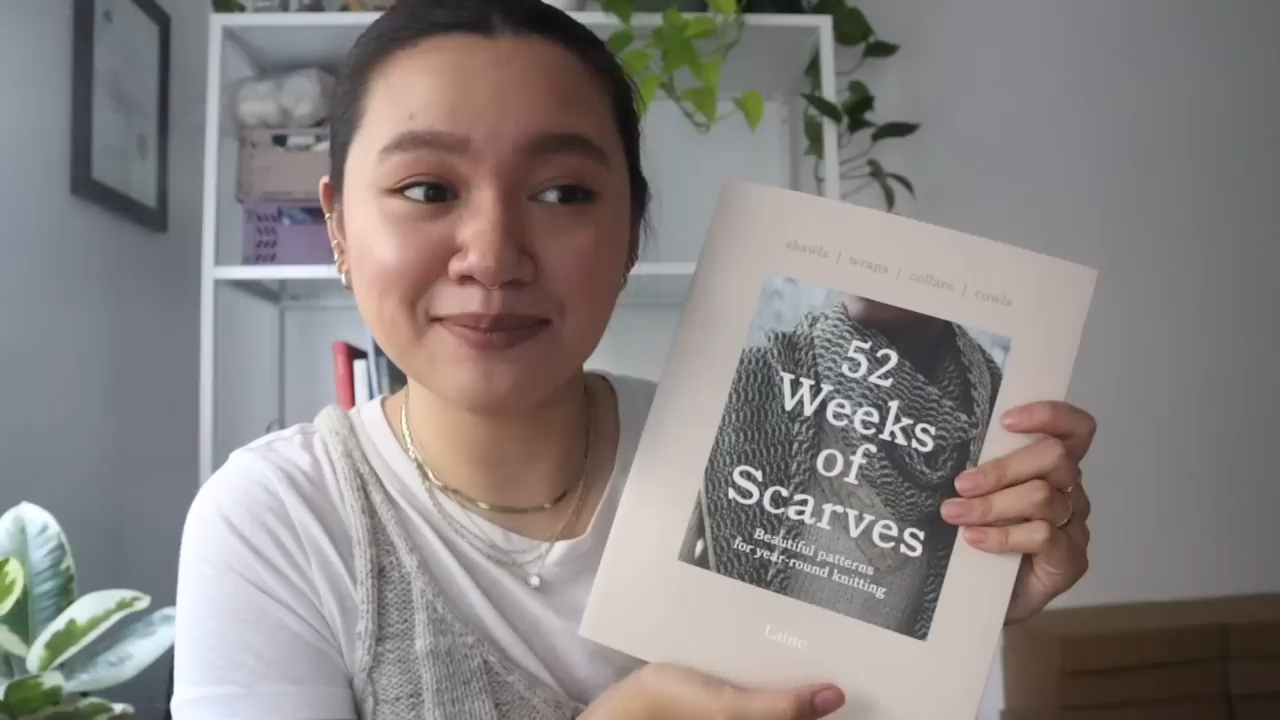 shawls | wraps | collars | cowls
52
Weeks
of
Scarves
Beautiful patterns
for year-round knitting
Laine